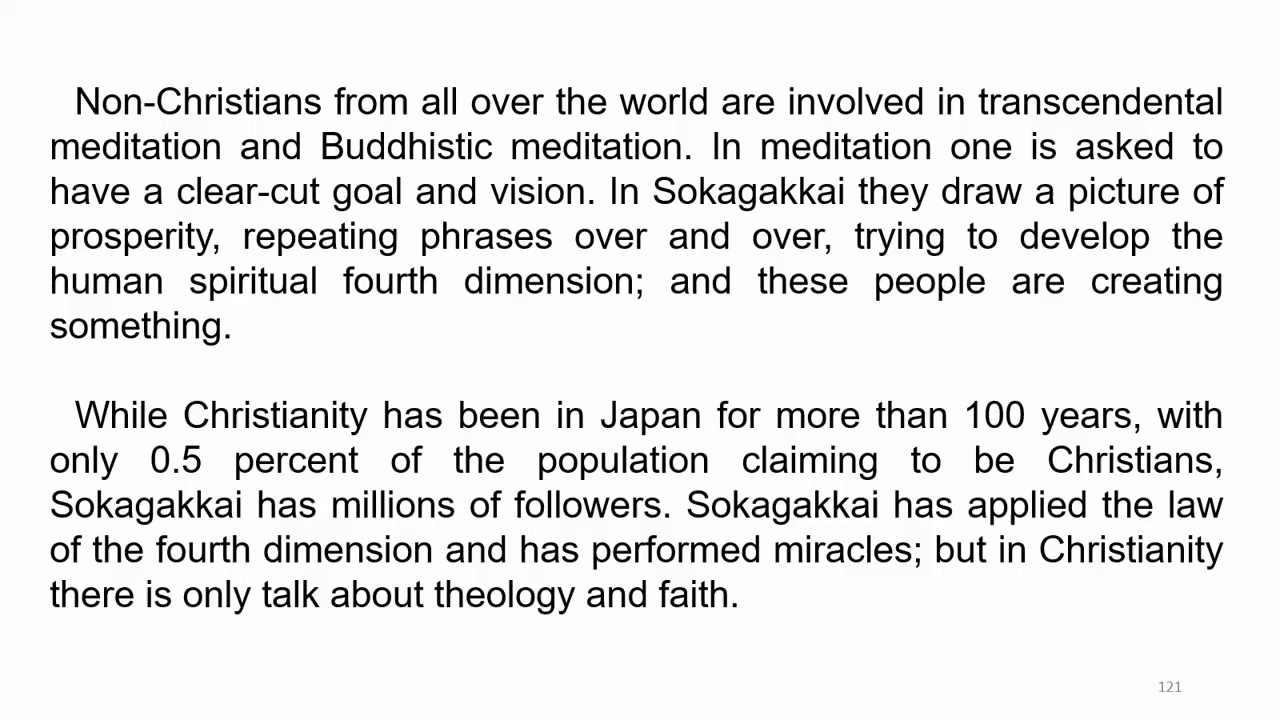 Non-Christians from all over the world are involved in transcendental
meditation and Buddhistic meditation. In meditation one is asked to
have a clear-cut goal and vision. In Sokagakkai they draw a picture of
prosperity, repeating phrases over and over, trying to develop the
human spiritual fourth dimension; and these people are creating
something.
While Christianity has been in Japan for more than 100 years, with
only 0.5 percent of the population claiming to be Christians,
Sokagakkai has millions of followers. Sokagakkai has applied the law
of the fourth dimension and has performed miracles; but in Christianity
there is only talk about theology and faith.
121